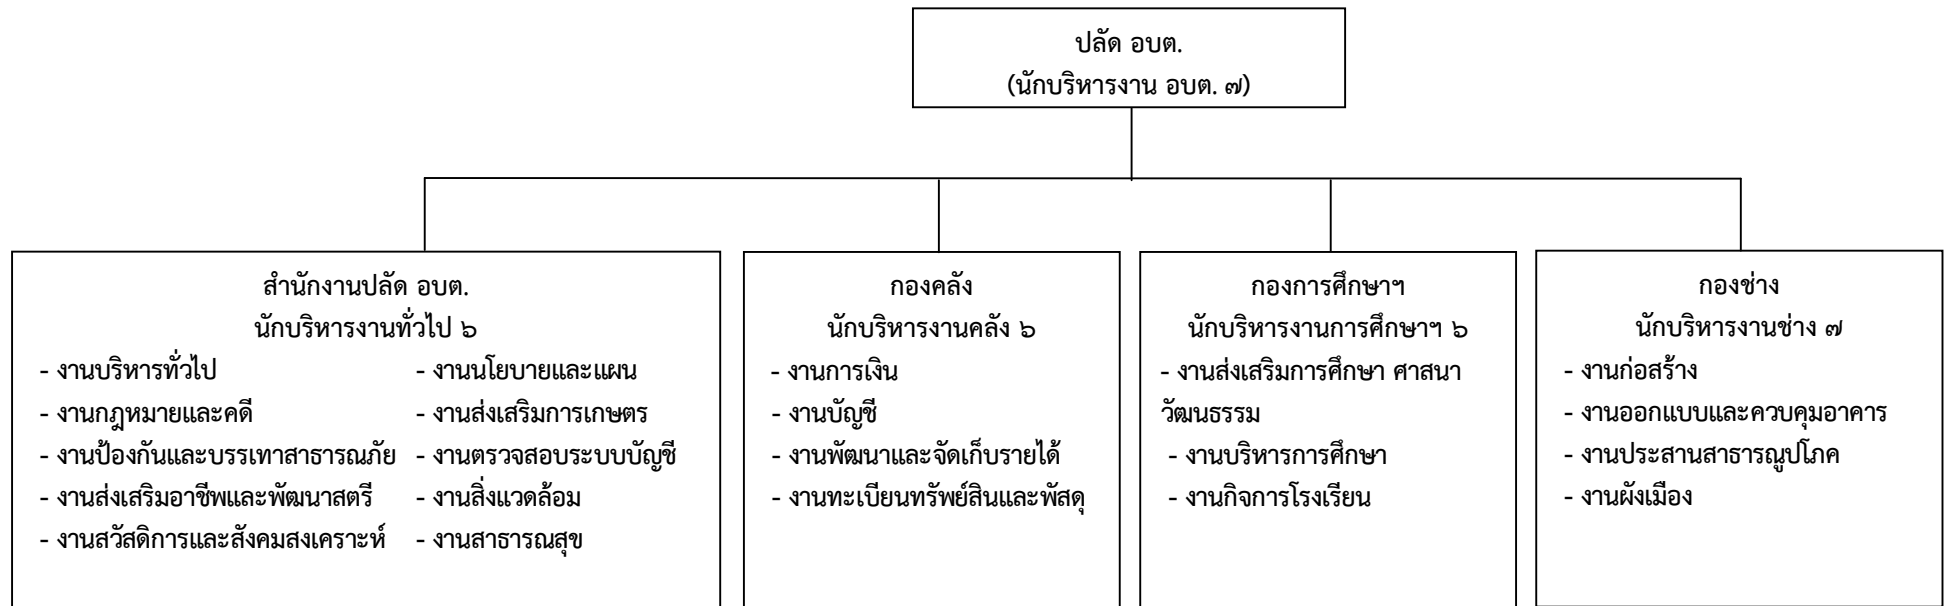 ปลัด อบต.
(นักบริหารงาน อบต. ๗)
สำนักงานปลัด อบต.
นักบริหารงานทั่วไป ๖
- งานบริหารทั่วไป
- งานกฎหมายและคดี
- งานป้องกันและบรรเทาสาธารณภัย
- งานส่งเสริมอาชีพและพัฒนาสตรี
- งานสวัสดิการและสังคมสงเคราะห์
- งานนโยบายและแผน
- งานส่งเสริมการเกษตร
- งานตรวจสอบระบบบัญชี
- งานสิ่งแวดล้อม
- งานสาธารณสุข
กองคลัง
นักบริหารงานคลัง ๖
- งานการเงิน
- งานบัญชี
- งานพัฒนาและจัดเก็บรายได้
- งานทะเบียนทรัพย์สินและพัสดุ
กองการศึกษาฯ
นักบริหารงานการศึกษาฯ ๖
- งานส่งเสริมการศึกษา ศาสนา
วัฒนธรรม
- งานบริหารการศึกษา
- งานกิจการโรงเรียน
กองช่าง
นักบริหารงานช่าง ๗
- งานก่อสร้าง
- งานออกแบบและควบคุมอาคาร
- งานประสานสาธารณูปโภค
- งานผังเมือง